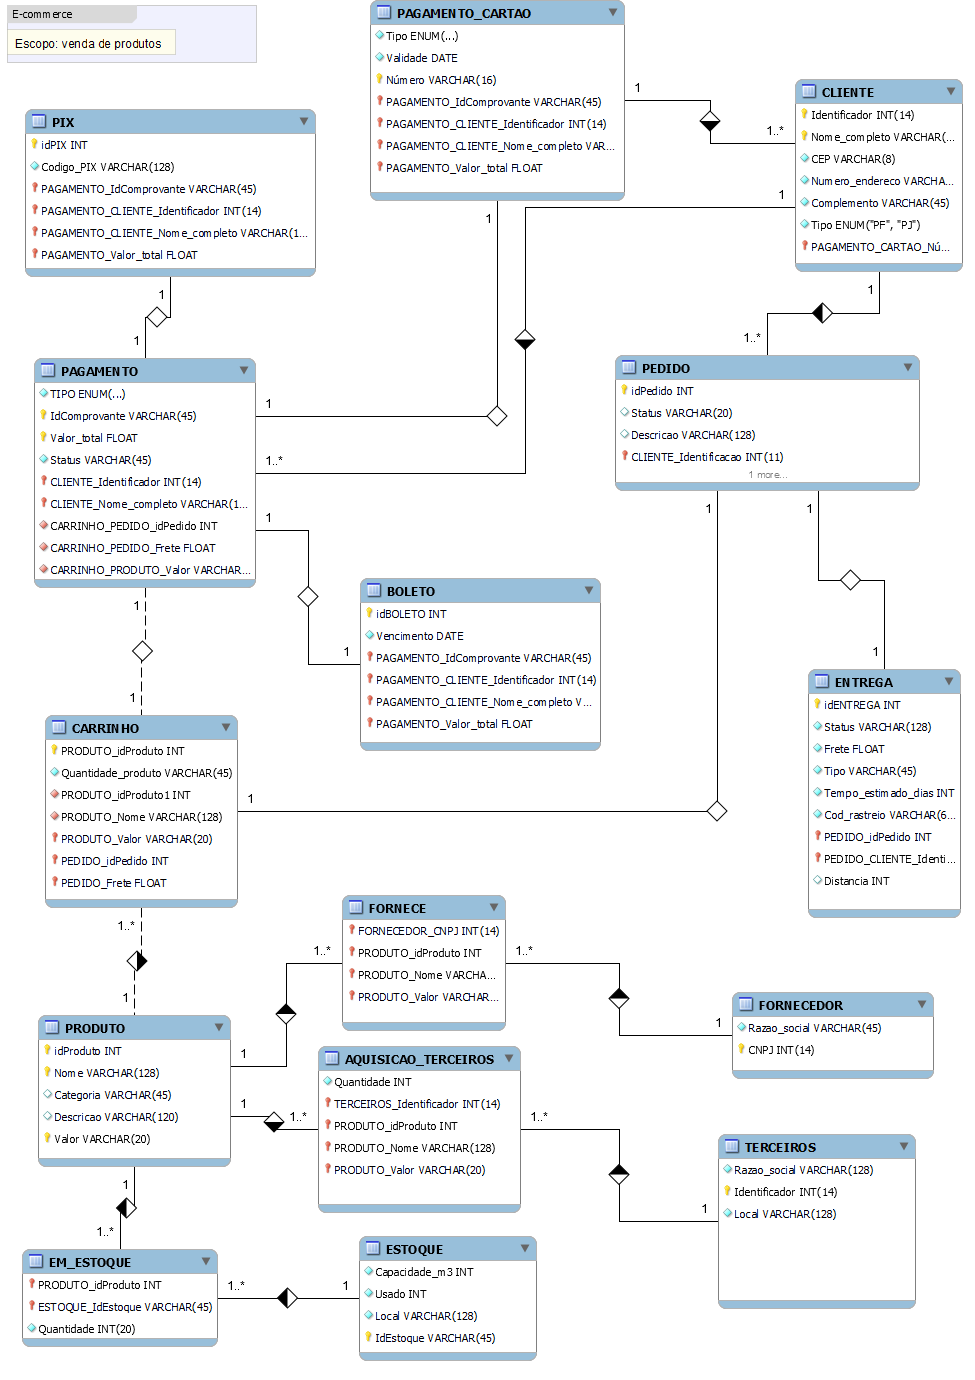 E-commerce
Escopo: venda de produtos
PAGAMENTO_CARTAO
Tipo ENUM(...)
Validade DATE
Número VARCHAR(16)
PAGAMENTO_IdComprovante VARCHAR(45)
PAGAMENTO_CLIENTE_Identificador INT(14)
PAGAMENTO_CLIENTE_Nome_completo VAR...
PAGAMENTO_Valor_total FLOAT
1
1..*
CLIENTE
Identificador INT(14)
Nome_completo VARCHAR(...
CEP VARCHAR(8)
Numero_endereco VARCHA...
Complemento VARCHAR(45)
Tipo ENUM("PF", "PJ")
PAGAMENTO_CARTAO_Nú...
1
1
1
1..*
PIX
idPIX INT
Codigo_PIX VARCHAR(128)
PAGAMENTO_IdComprovante VARCHAR(45)
PAGAMENTO_CLIENTE_Identificador INT(14)
PAGAMENTO_CLIENTE_Nome_completo VARCHAR(1...
PAGAMENTO_Valor_total FLOAT
1
1
PAGAMENTO
TIPO ENUM(...)
IdComprovante VARCHAR(45)
Valor_total FLOAT
Status VARCHAR(45)
CLIENTE_Identificador INT(14)
CLIENTE_Nome_completo VARCHAR(1...
CARRINHO_PEDIDO_idPedido INT
CARRINHO_PEDIDO_Frete FLOAT
CARRINHO_PRODUTO_Valor VARCHAR...
1
1..*
1
1
1
PEDIDO
idPedido INT
Status VARCHAR(20)
Descricao VARCHAR(128)
CLIENTE_Identificacao INT(11)
1 more...
1
1
1
BOLETO
idBOLETO INT
Vencimento DATE
PAGAMENTO_IdComprovante VARCHAR(45)
PAGAMENTO_CLIENTE_Identificador INT(14)
PAGAMENTO_CLIENTE_Nome_completo V...
PAGAMENTO_Valor_total FLOAT
1
ENTREGA
idENTREGA INT
Status VARCHAR(128)
Frete FLOAT
Tipo VARCHAR(45)
Tempo_estimado_dias INT
Cod_rastreio VARCHAR(6...
PEDIDO_idPedido INT
PEDIDO_CLIENTE_Identi...
Distancia INT
CARRINHO
PRODUTO_idProduto INT
Quantidade_produto VARCHAR(45)
PRODUTO_idProduto1 INT
PRODUTO_Nome VARCHAR(128)
PRODUTO_Valor VARCHAR(20)
PEDIDO_idPedido INT
PEDIDO_Frete FLOAT
1
1..*
1
FORNECE
FORNECEDOR_CNPJ INT(14)
PRODUTO_idProduto INT
PRODUTO_Nome VARCHA...
PRODUTO_Valor VARCHAR...
1..*
1..*
1
FORNECEDOR
Razao_social VARCHAR(45)
CNPJ INT(14)
PRODUTO
idProduto INT
Nome VARCHAR(128)
Categoria VARCHAR(45)
Descricao VARCHAR(120)
Valor VARCHAR(20)
1
1
1..*
AQUISICAO_TERCEIROS
Quantidade INT
TERCEIROS_Identificador INT(14)
PRODUTO_idProduto INT
PRODUTO_Nome VARCHAR(128)
PRODUTO_Valor VARCHAR(20)
1..*
1
TERCEIROS
Razao_social VARCHAR(128)
Identificador INT(14)
Local VARCHAR(128)
1
1..*
EM_ESTOQUE
PRODUTO_idProduto INT
ESTOQUE_IdEstoque VARCHAR(45)
Quantidade INT(20)
1..*
1
ESTOQUE
Capacidade_m3 INT
Usado INT
Local VARCHAR(128)
IdEstoque VARCHAR(45)